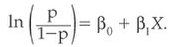 ln (p/1−p) = β₀ + β₁X.